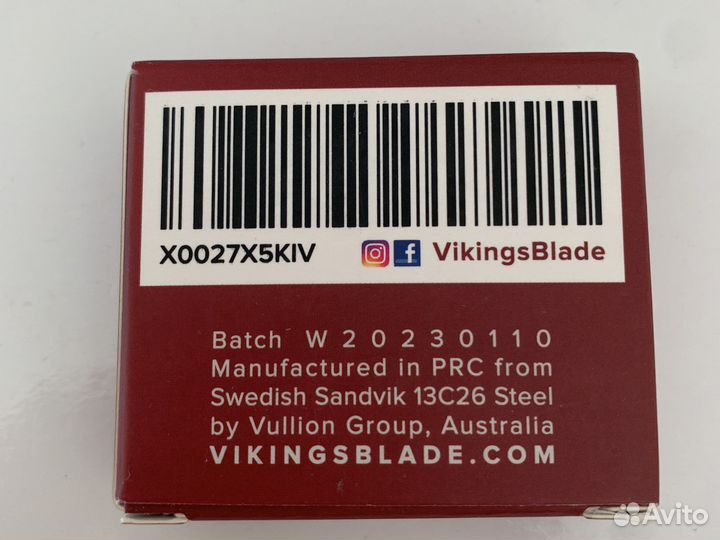 X0027X5KIV VikingsBlade
Batch W20230110
Manufactured in PRC from
Swedish Sandvik 13C26 Steel
by Vullion Group, Australia
VIKINGSBLADE.COM
Avito